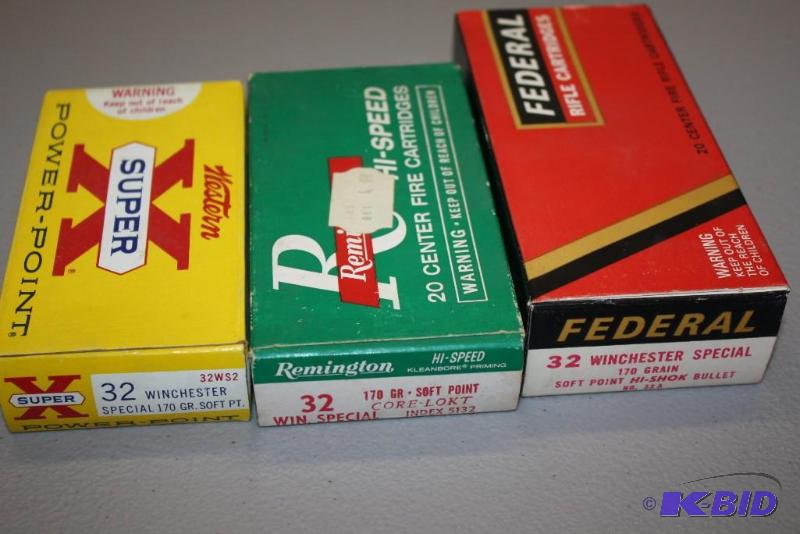 WARNING
Keep out of reach
of children
POWER-POINT
Western
SUPER
X
X
SUPER
32WS2
32 WINCHESTER
SPECIAL 170 GR. SOFT PT.
POWER-POINT
HI-SPEED
R
Remi
20 CENTER FIRE CARTRIDGES
WARNING · KEEP OUT OF REACH OF CHILDREN
Remington
HI-SPEED
KLEANBORE PRIMING
32
WIN. SPECIAL
170 GR · SOFT POINT
CORE-LOKT
INDEX 5132
FEDERAL
RIFLE CARTRIDGES
20 CENTER FIRE RIFLE CARTRIDGES
WARNING
KEEP OUT OF
THE REACH
OF CHILDREN
FEDERAL
32 WINCHESTER SPECIAL
170 GRAIN
SOFT POINT HI-SHOK BULLET
NO. 32A
© K-BID